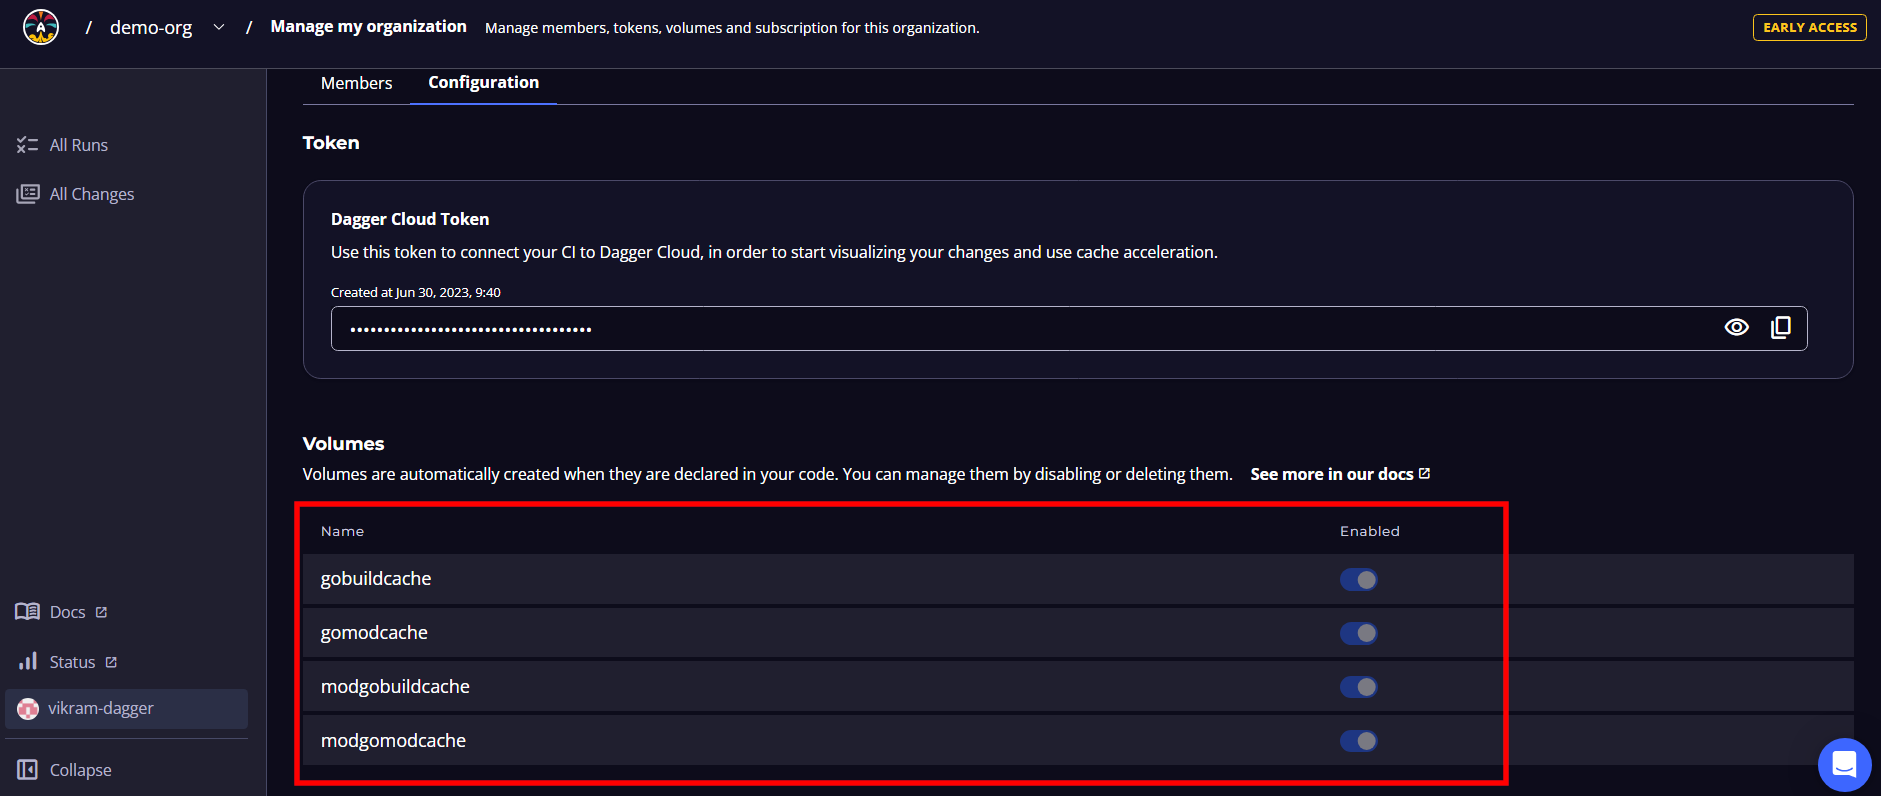 / demo-org / Manage my organization Manage members, tokens, volumes and subscription for this organization. EARLY ACCESS
Members Configuration
All Runs
All Changes
Docs
Status
vikram-dagger
Collapse
Token
Dagger Cloud Token
Use this token to connect your CI to Dagger Cloud, in order to start visualizing your changes and use cache acceleration.
Created at Jun 30, 2023, 9:40
••••••••••••••••••••••••••••••••••••
Volumes
Volumes are automatically created when they are declared in your code. You can manage them by disabling or deleting them. See more in our docs
Name Enabled
gobuildcache
gomodcache
modgobuildcache
modgomodcache